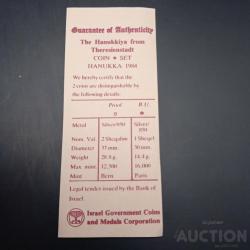 Guarantee of Authenticity
The Hanukkiya from
Theresienstadt
COIN ★ SET
HANUKKA 1984
We hereby certify that the
2 coins are distinguishable by
the following details:
Proof B.U.
Metal Silver/850 Silver/
850
Nom. Val. 2 Sheqalim 1 Sheqel
Diameter 37 mm. 30 mm.
Weight 28.8 g. 14.4 g.
Max. mint 12,500 16,000
Mint Bern Paris
Legal tender issued by the Bank of
Israel.
Israel Government Coins
and Medals Corporation
AUCTION